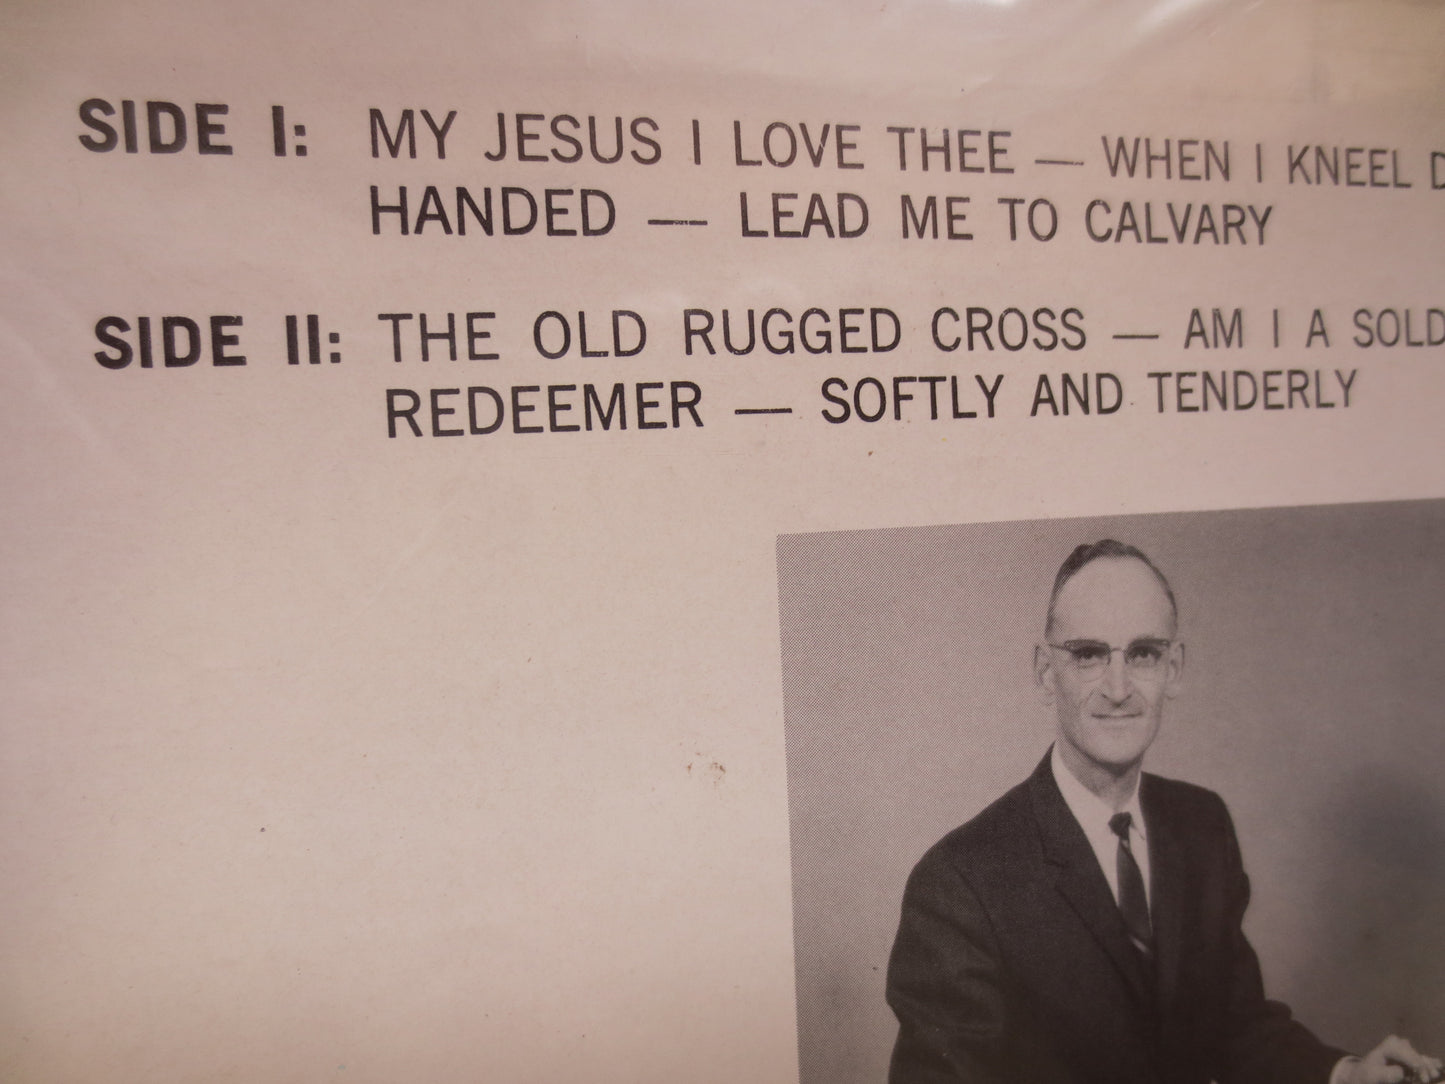 SIDE I: MY JESUS I LOVE THEE — WHEN I KNEEL
HANDED — LEAD ME TO CALVARY
SIDE II: THE OLD RUGGED CROSS — AM I A SOLD
REDEEMER — SOFTLY AND TENDERLY